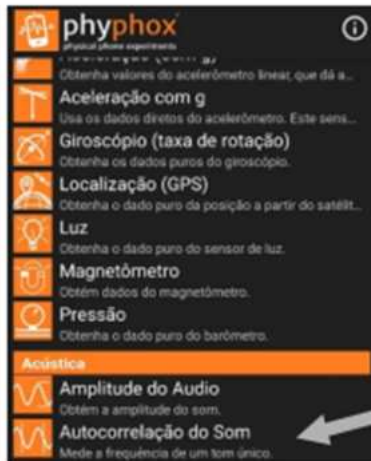 phyphox
physical phone experiments
Obtenha valores do acelerômetro linear, que dá a...
Aceleração com g
Usa os dados diretos do acelerômetro. Este sens...
Giroscópio (taxa de rotação)
Obtenha os dados puros do giroscópio.
Localização (GPS)
Obtenha o dado puro da posição a partir do satélit...
Luz
Obtenha o dado puro do sensor de luz.
Magnetômetro
Obtém dados do magnetômetro.
Pressão
Obtenha o dado puro do barômetro.
Acústica
Amplitude do Audio
Obtém a amplitude do som.
Autocorrelação do Som
Mede a frequência de um tom único.